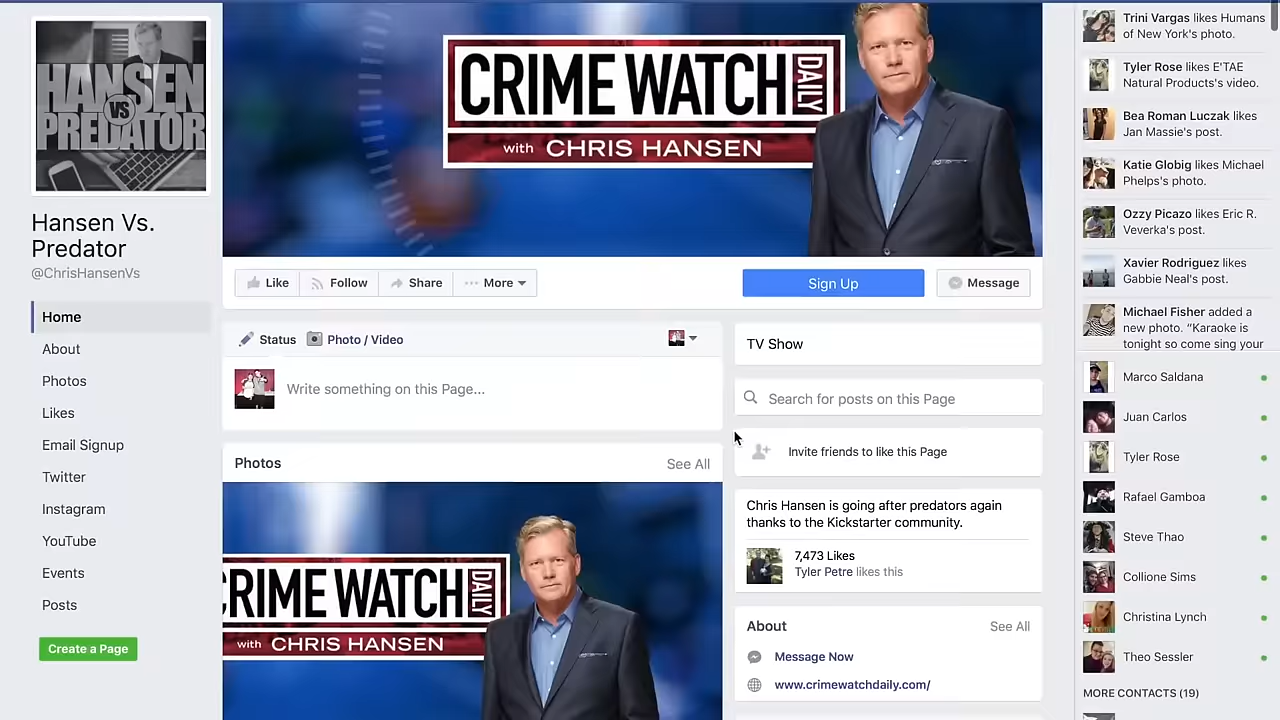 HANSEN
VS
PREDATOR
Hansen Vs.
Predator
@ChrisHansenVs
Home
About
Photos
Likes
Email Signup
Twitter
Instagram
YouTube
Events
Posts
Create a Page
CRIME WATCH DAILY
with CHRIS HANSEN
Like
Follow
Share
More
Sign Up
Message
Status
Photo / Video
Write something on this Page...
Photos
See All
CRIME WATCH DAILY
with CHRIS HANSEN
TV Show
Search for posts on this Page
Invite friends to like this Page
Chris Hansen is going after predators again
thanks to the Kickstarter community.
7,473 Likes
Tyler Petre likes this
About
See All
Message Now
www.crimewatchdaily.com/
Trini Vargas likes Humans
of New York's photo.
Tyler Rose likes E'TAE
Natural Products's video.
Bea Romina Luczan likes
Jan Massie's post.
Katie Globig likes Michael
Phelps's photo.
Ozzy Picazo likes Eric R.
Veverka's post.
Xavier Rodriguez likes
Gabbie Neal's post.
Michael Fisher added a
new photo. "Karaoke is
tonight so come sing your
Marco Saldana
Juan Carlos
Tyler Rose
Rafael Gamboa
Steve Thao
Collione Sims
Christina Lynch
Theo Sessler
MORE CONTACTS (19)